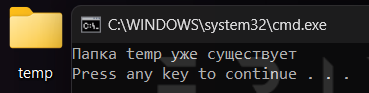 C:\WINDOWS\system32\cmd.exe
Папка temp уже существует
Press any key to continue . . .
temp